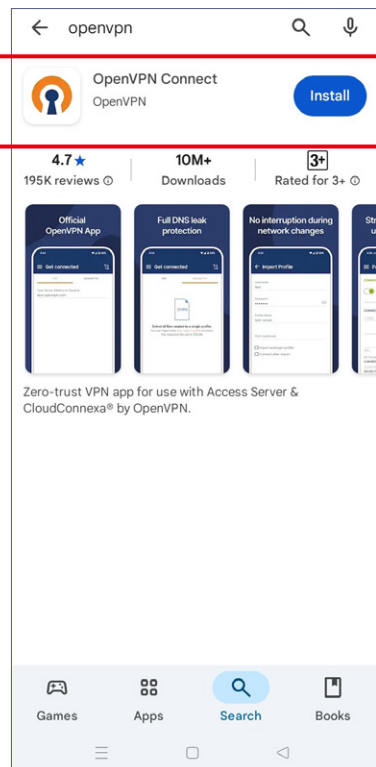 openvpn
OpenVPN Connect
OpenVPN
Install
4.7★
195K reviews
10M+
Downloads
3+
Rated for 3+
Official
OpenVPN App
Get connected
Full DNS leak
protection
Get connected
No interruption during
network changes
Import Profile
Zero-trust VPN app for use with Access Server &
CloudConnexa® by OpenVPN.
Games
Apps
Search
Books